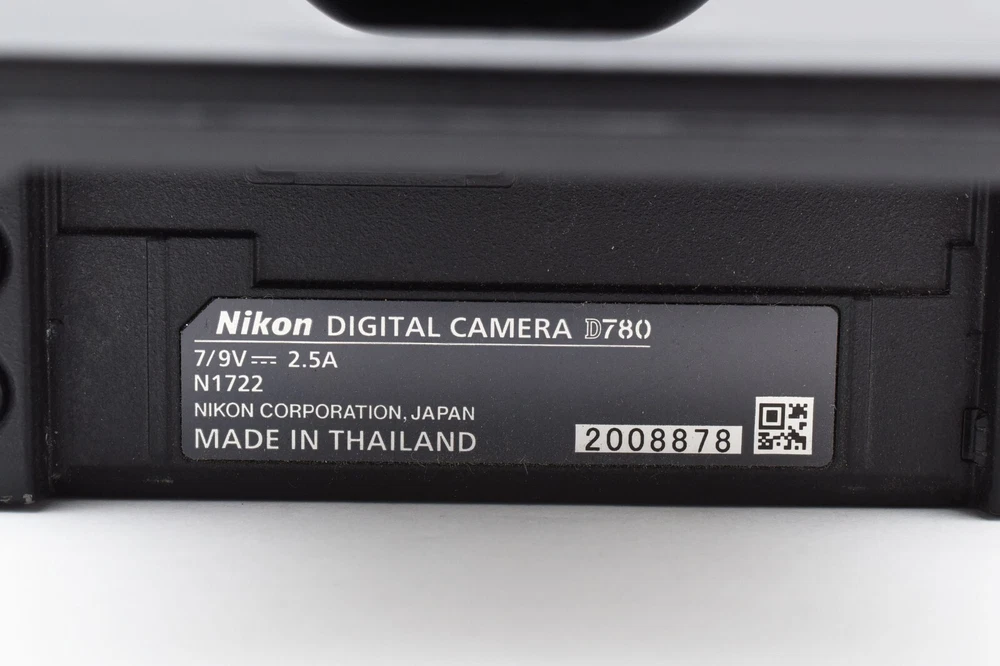 Nikon DIGITAL CAMERA D780
7/9V⎓ 2.5A
N1722
NIKON CORPORATION, JAPAN
MADE IN THAILAND
2008878